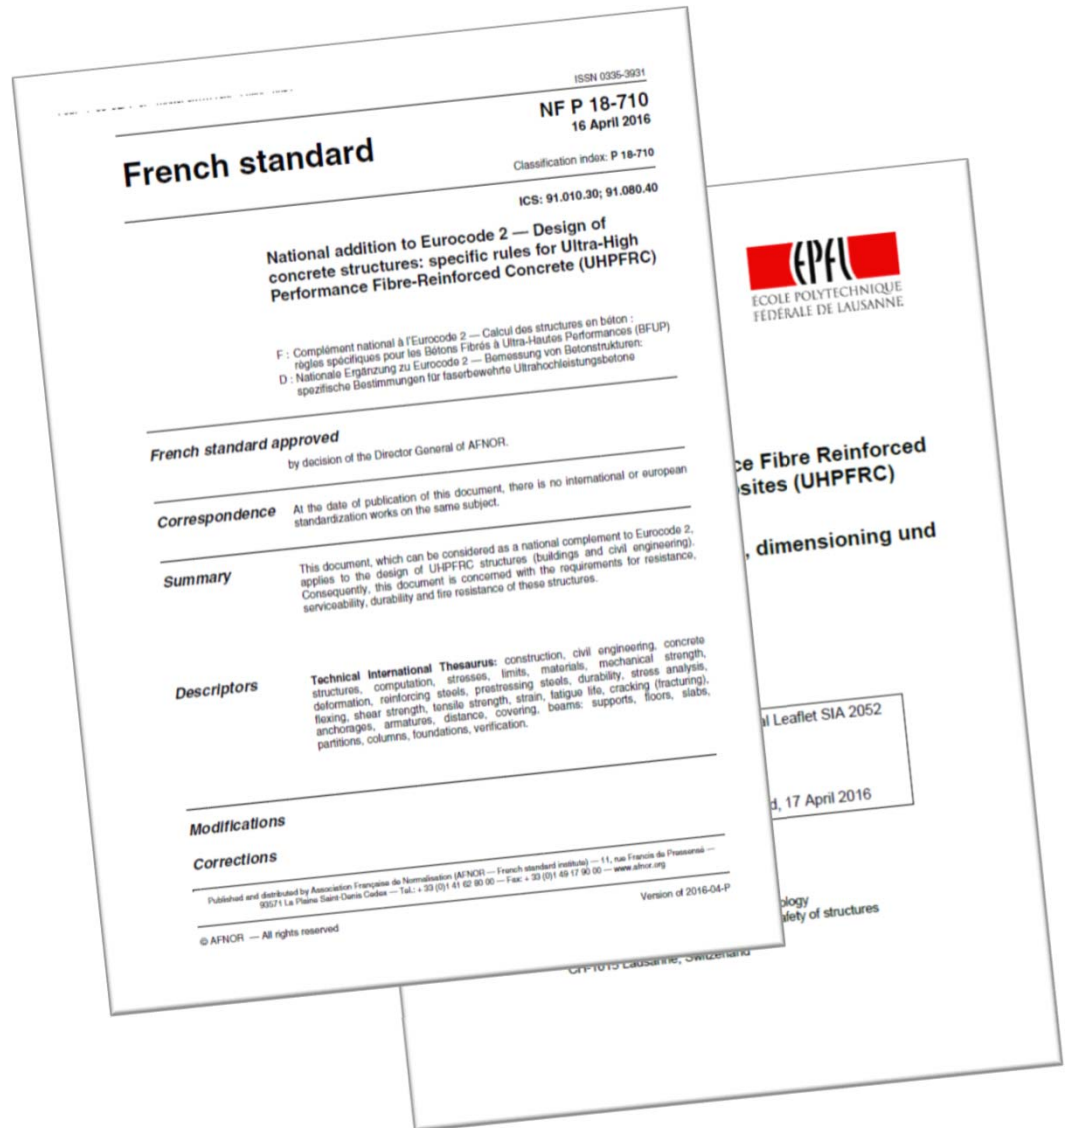 ISSN 0335-3931
NF P 18-710
16 April 2016
French standard
Classification index: P 18-710
ICS: 91.010.30; 91.080.40
National addition to Eurocode 2 — Design of
concrete structures: specific rules for Ultra-High
Performance Fibre-Reinforced Concrete (UHPFRC)
F : Complément national à l'Eurocode 2 — Calcul des structures en béton :
règles spécifiques pour les Bétons Fibrés à Ultra-Hautes Performances (BFUP)
D : Nationale Ergänzung zu Eurocode 2 — Bemessung von Betonstrukturen:
spezifische Bestimmungen für faserbewehrte Ultrahochleistungsbetone
French standard approved
by decision of the Director General of AFNOR.
Correspondence
At the date of publication of this document, there is no international or european
standardization works on the same subject.
Summary
This document, which can be considered as a national complement to Eurocode 2,
applies to the design of UHPFRC structures (buildings and civil engineering).
Consequently, this document is concerned with the requirements for resistance,
serviceability, durability and fire resistance of these structures.
Descriptors
Technical International Thesaurus: construction, civil engineering, concrete
structures, computation, stresses, limits, materials, mechanical strength,
deformation, reinforcing steels, prestressing steels, durability, stress analysis,
flexing, shear strength, tensile strength, strain, fatigue life, cracking (fracturing),
anchorages, armatures, distance, covering, beams: supports, floors, slabs,
partitions, columns, foundations, verification.
Modifications
Corrections
Published and distributed by Association Française de Normalisation (AFNOR — French standard institute) — 11, rue Francis de Pressensé —
93571 La Plaine Saint-Denis Cedex — Tel.: + 33 (0)1 41 62 80 00 — Fax: + 33 (0)1 49 17 90 00 — www.afnor.org
© AFNOR — All rights reserved
Version of 2016-04-P
EPFL
ÉCOLE POLYTECHNIQUE
FÉDÉRALE DE LAUSANNE
ce Fibre Reinforced
sites (UHPFRC)
, dimensioning und
al Leaflet SIA 2052
d, 17 April 2016
ology
afety of structures
CH-1015 Lausanne, Switzerland